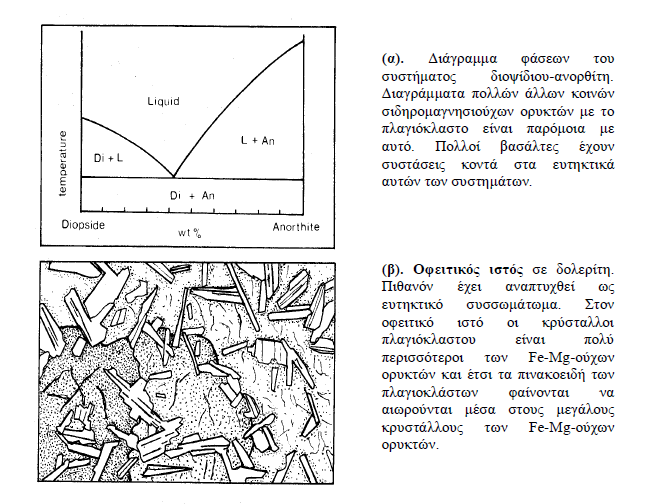 Liquid
L + An
Di + L
Di + An
temperature
Diopside
wt %
Anorthite
(α). Διάγραμμα φάσεων του
συστήματος διοψίδιου-ανορθίτη.
Διαγράμματα πολλών άλλων κοινών
σιδηρομαγνησιούχων ορυκτών με το
πλαγιόκλαστο είναι παρόμοια με
αυτό. Πολλοί βασάλτες έχουν
συστάσεις κοντά στα ευτηκτικά
αυτών των συστημάτων.
(β). Οφειτικός ιστός σε δολερίτη.
Πιθανόν έχει αναπτυχθεί ως
ευτηκτικό συσσωμάτωμα. Στον
οφειτικό ιστό οι κρύσταλλοι
πλαγιόκλαστου είναι πολύ
περισσότεροι των Fe-Mg-ούχων
ορυκτών και έτσι τα πινακοειδή των
πλαγιοκλάστων φαίνονται να
αιωρούνται μέσα στους μεγάλους
κρυστάλλους των Fe-Mg-ούχων
ορυκτών.